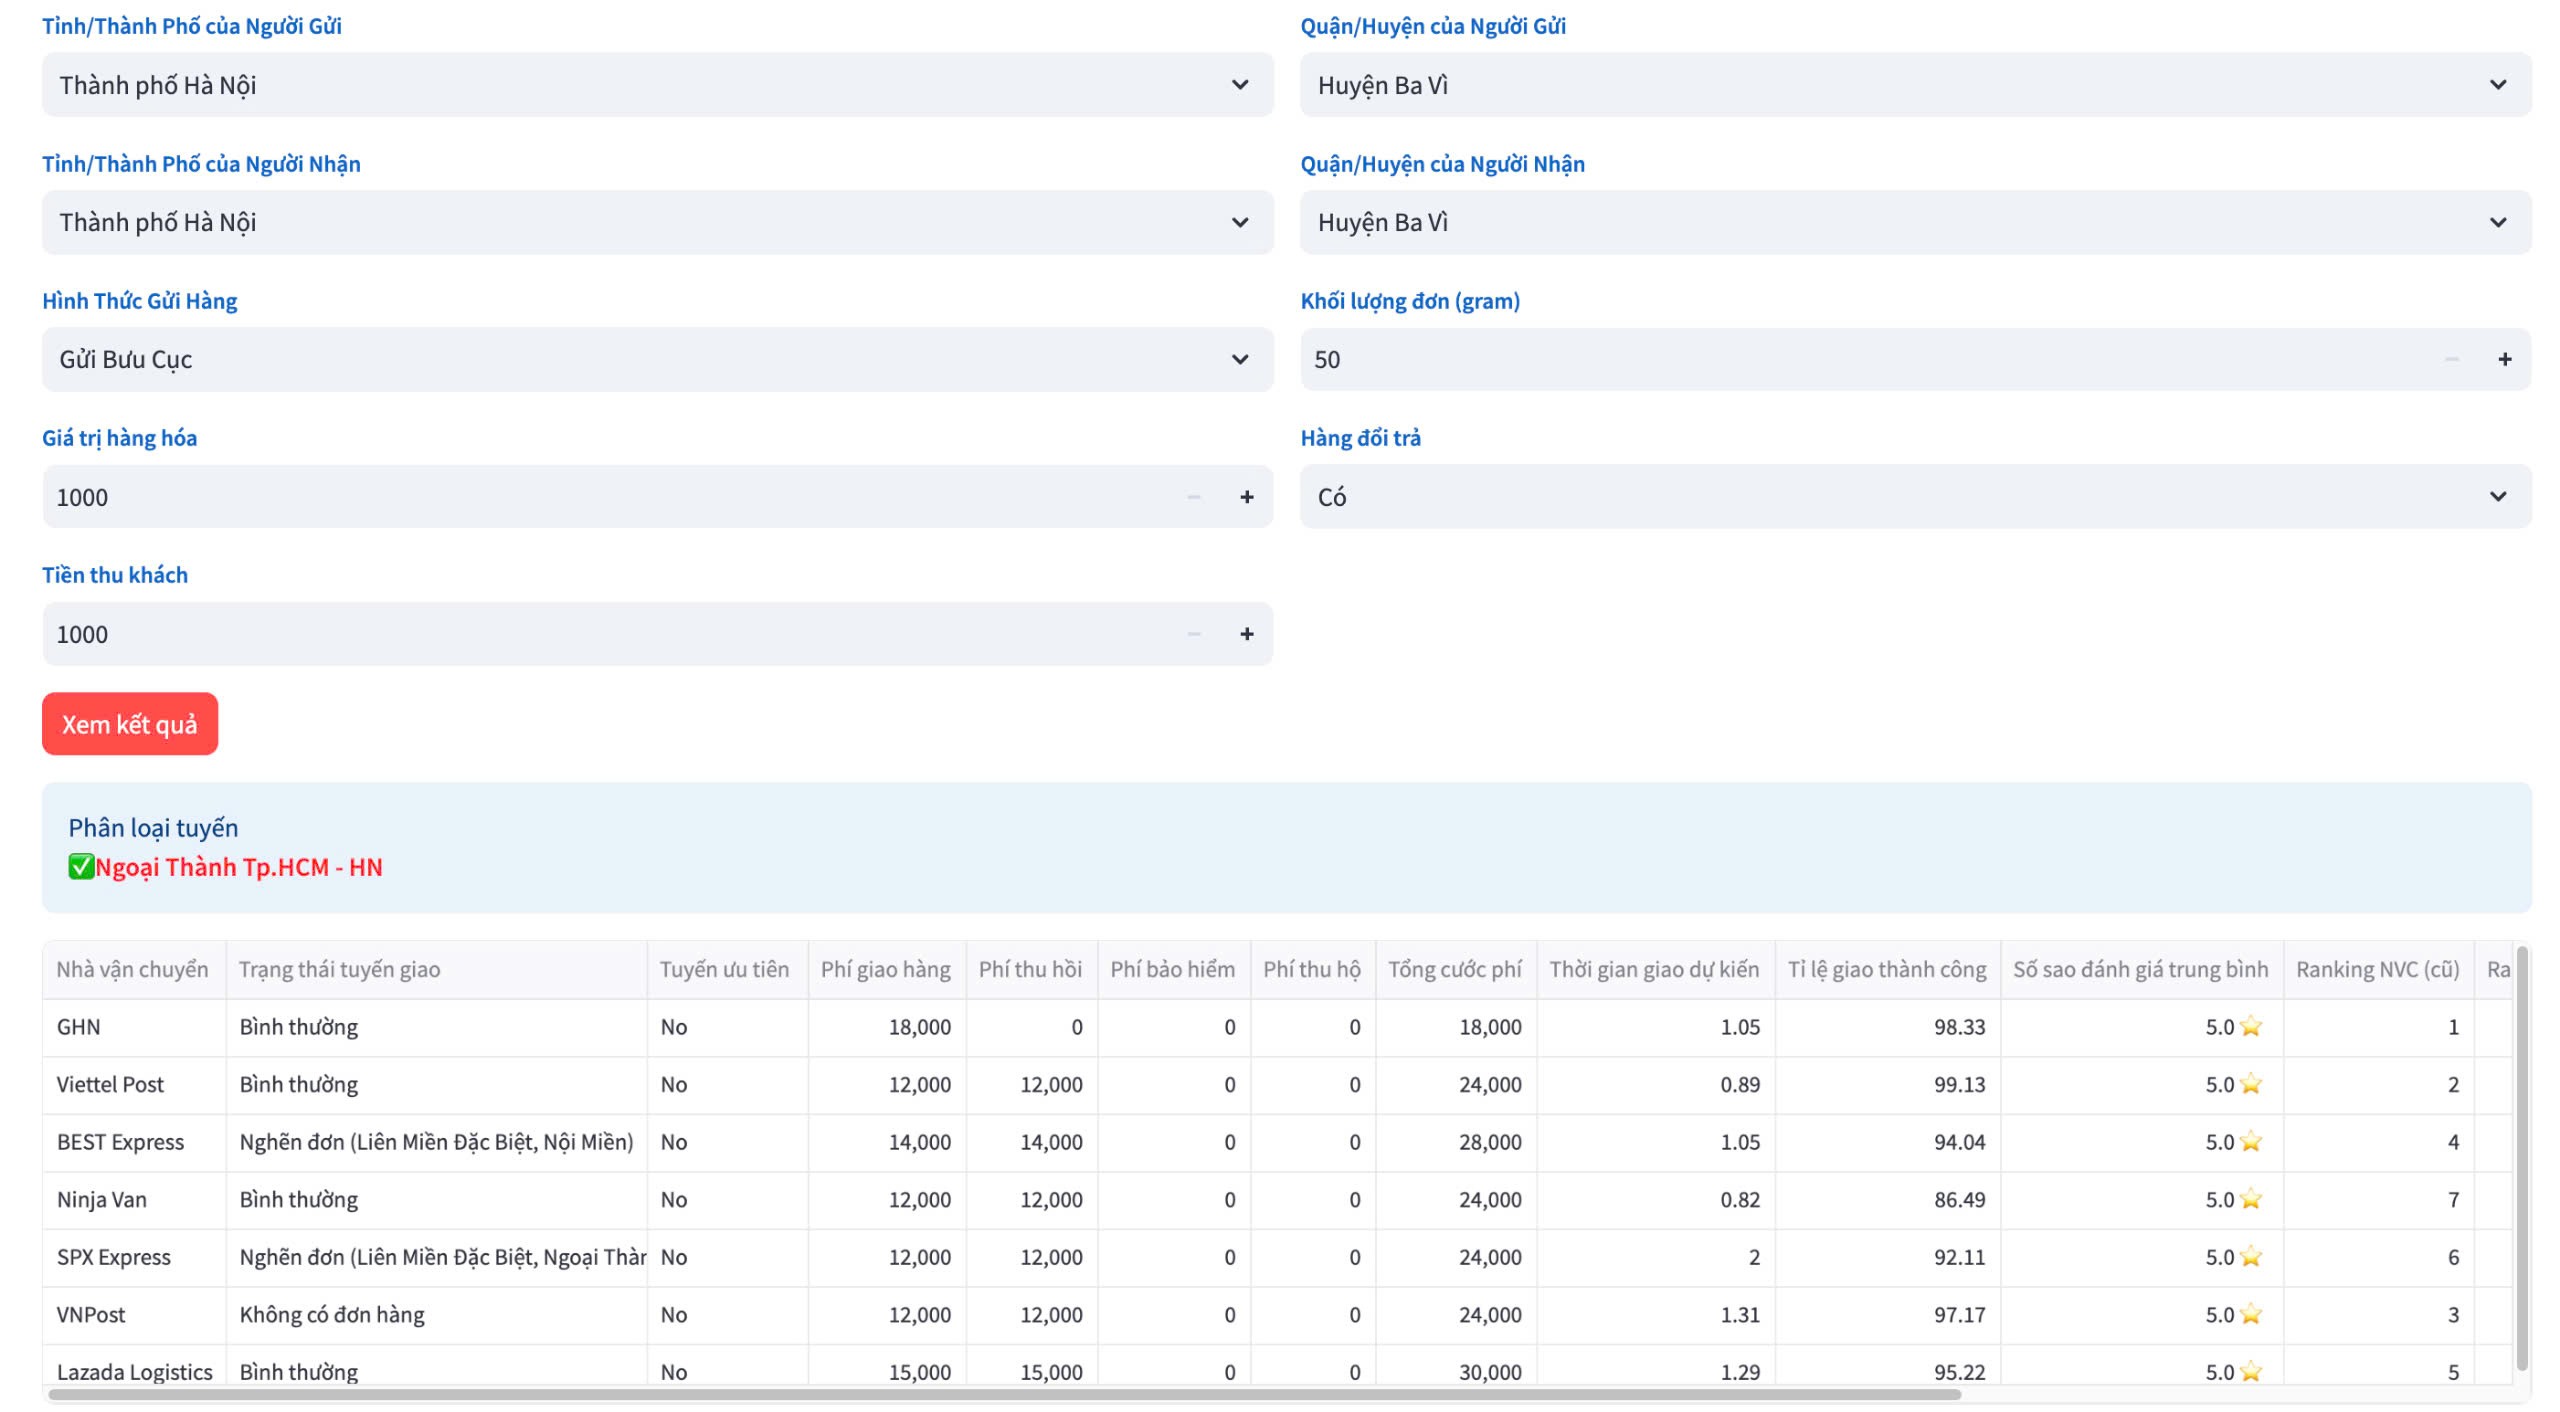 Tỉnh/Thành Phố của Người Gửi Quận/Huyện của Người Gửi
Thành phố Hà Nội Huyện Ba Vì
Tỉnh/Thành Phố của Người Nhận Quận/Huyện của Người Nhận
Thành phố Hà Nội Huyện Ba Vì
Hình Thức Gửi Hàng Khối lượng đơn (gram)
Gửi Bưu Cục 50
Giá trị hàng hóa Hàng đổi trả
1000 Có
Tiền thu khách
1000
Xem kết quả
Phân loại tuyến
✅Ngoại Thành Tp.HCM - HN
Nhà vận chuyển Trạng thái tuyến giao Tuyến ưu tiên Phí giao hàng Phí thu hồi Phí bảo hiểm Phí thu hộ Tổng cước phí Thời gian giao dự kiến Tỉ lệ giao thành công Số sao đánh giá trung bình Ranking NVC (cũ) Ra
GHN Bình thường No 18,000 0 0 0 18,000 1.05 98.33 5.0⭐ 1
Viettel Post Bình thường No 12,000 12,000 0 0 24,000 0.89 99.13 5.0⭐ 2
BEST Express Nghẽn đơn (Liên Miền Đặc Biệt, Nội Miền) No 14,000 14,000 0 0 28,000 1.05 94.04 5.0⭐ 4
Ninja Van Bình thường No 12,000 12,000 0 0 24,000 0.82 86.49 5.0⭐ 7
SPX Express Nghẽn đơn (Liên Miền Đặc Biệt, Ngoại Thàn No 12,000 12,000 0 0 24,000 2 92.11 5.0⭐ 6
VNPost Không có đơn hàng No 12,000 12,000 0 0 24,000 1.31 97.17 5.0⭐ 3
Lazada Logistics Bình thường No 15,000 15,000 0 0 30,000 1.29 95.22 5.0⭐ 5